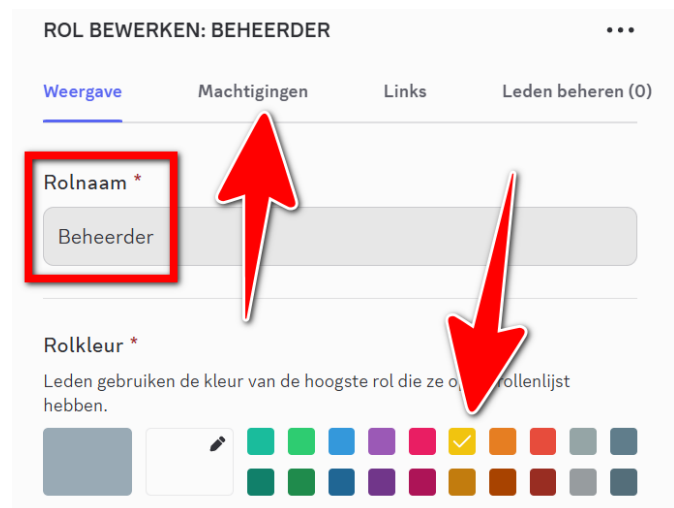 ROL BEWERKEN: BEHEERDER
Weergave Machtigingen Links Leden beheren (0)
Rolnaam *
Beheerder
Rolkleur *
Leden gebruiken de kleur van de hoogste rol die ze rollenlijst
hebben.